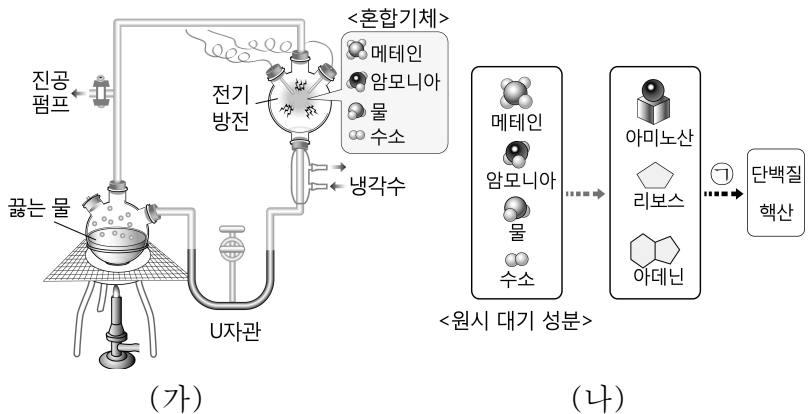 <혼합기체>
메테인
암모니아
물
수소
진공
펌프
전기
방전
냉각수
끓는 물
U자관
(가)
메테인
암모니아
물
수소
<원시 대기 성분>
아미노산
리보스
아데닌
㉠
단백질
핵산
(나)